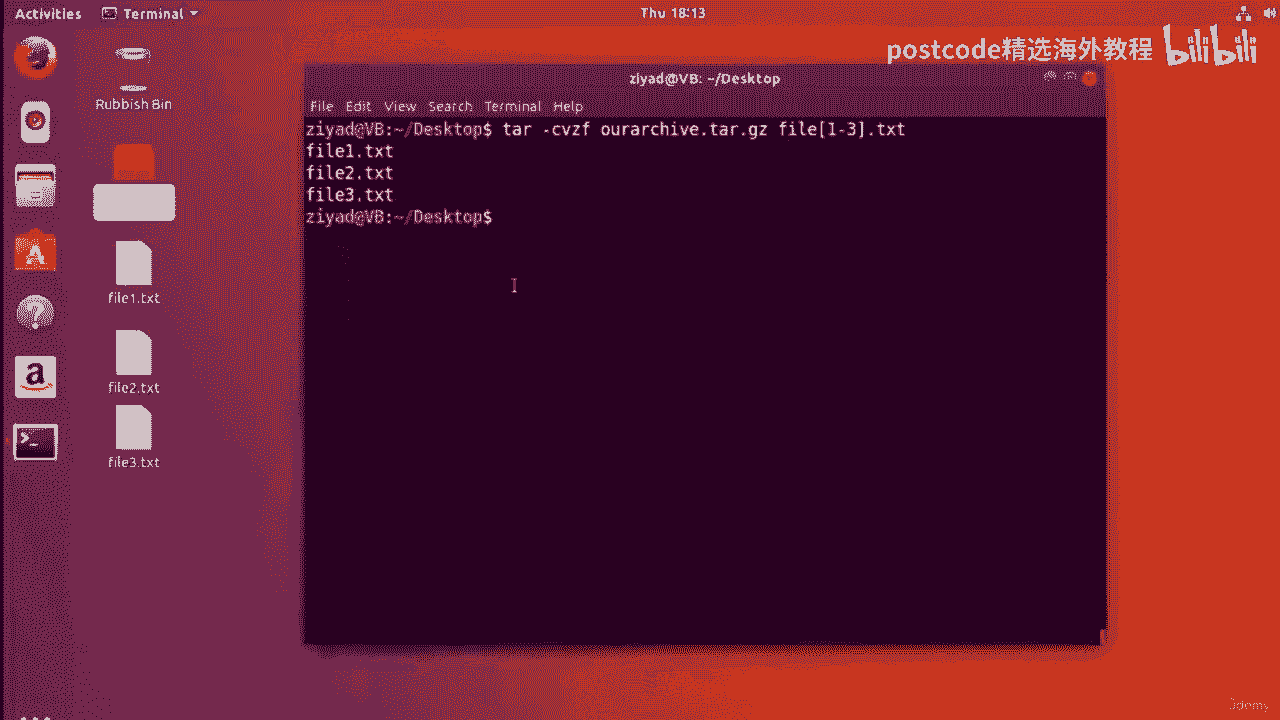 Activities
Terminal
Thu 18:13
postcode精选海外教程 bilibili
Rubbish Bin
file1.txt
file2.txt
file3.txt
ziyad@VB: ~/Desktop
File Edit View Search Terminal Help
ziyad@VB:~/Desktop$ tar -cvzf ourarchive.tar.gz file[1-3].txt
file1.txt
file2.txt
file3.txt
ziyad@VB:~/Desktop$